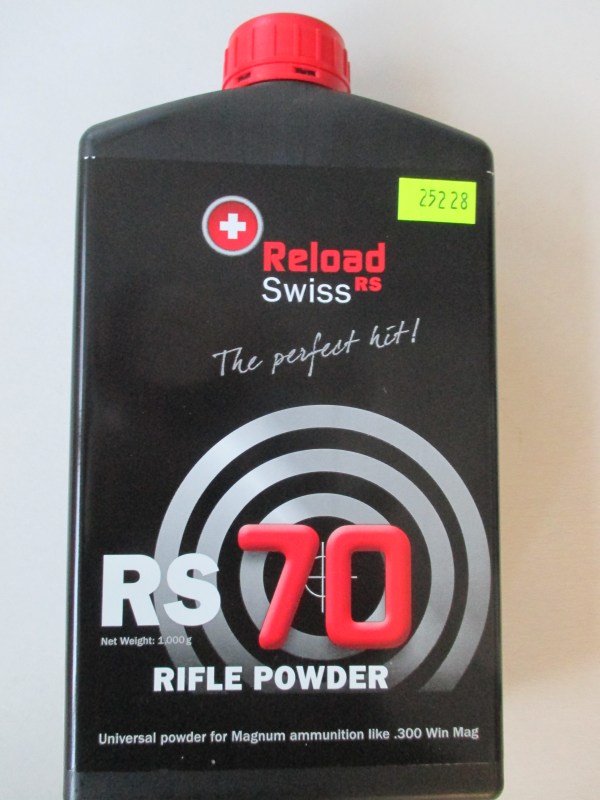 25228
Reload
Swiss RS
The perfect hit!
RS 70
Net Weight: 1,000 g
RIFLE POWDER
Universal powder for Magnum ammunition like .300 Win Mag